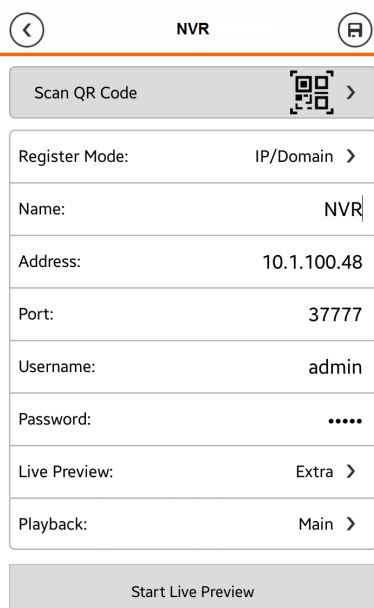 NVR
Scan QR Code
Register Mode: IP/Domain
Name: NVR
Address: 10.1.100.48
Port: 37777
Username: admin
Password: •••••
Live Preview: Extra
Playback: Main
Start Live Preview